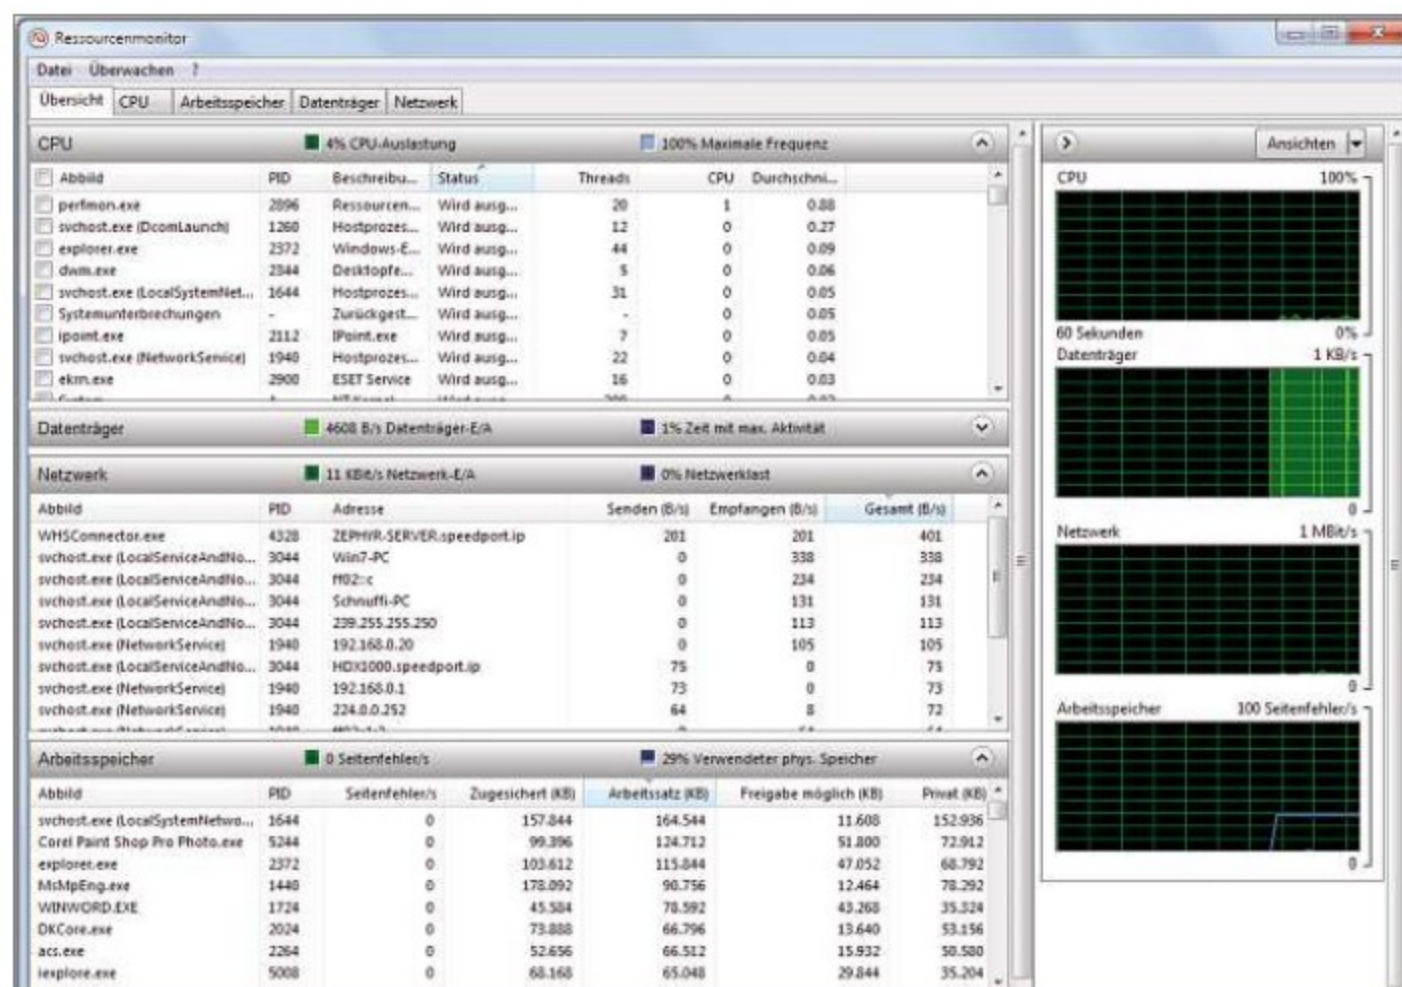 Ressourcenmonitor
Datei Überwachen ?
Übersicht CPU Arbeitsspeicher Datenträger Netzwerk
CPU 4% CPU-Auslastung 100% Maximale Frequenz
Abbild PID Beschreibu... Status Threads CPU Durchschni...
perfmon.exe 2896 Ressourcen... Wird ausg... 20 1 0.88
svchost.exe (DcomLaunch) 1260 Hostprozes... Wird ausg... 12 0 0.27
explorer.exe 2372 Windows-E... Wird ausg... 44 0 0.09
dwm.exe 2344 Desktopfe... Wird ausg... 5 0 0.06
svchost.exe (LocalSystemNet... 1644 Hostprozes... Wird ausg... 31 0 0.05
Systemunterbrechungen - Zurückgest... Wird ausg... - 0 0.05
ipoint.exe 2112 IPoint.exe Wird ausg... 7 0 0.05
svchost.exe (NetworkService) 1940 Hostprozes... Wird ausg... 22 0 0.04
ekrn.exe 2900 ESET Service Wird ausg... 16 0 0.03
Datenträger 4608 B/s Datenträger-E/A 1% Zeit mit max. Aktivität
Netzwerk 11 KBit/s Netzwerk-E/A 0% Netzwerklast
Abbild PID Adresse Senden (B/s) Empfangen (B/s) Gesamt (B/s)
WHSConnector.exe 4328 ZEPHYR-SERVER.speedport.ip 201 201 401
svchost.exe (LocalServiceAndNo... 3044 Win7-PC 0 338 338
svchost.exe (LocalServiceAndNo... 3044 ff02::c 0 234 234
svchost.exe (LocalServiceAndNo... 3044 Schnuffi-PC 0 131 131
svchost.exe (LocalServiceAndNo... 3044 239.255.255.250 0 113 113
svchost.exe (NetworkService) 1940 192.168.0.20 0 105 105
svchost.exe (LocalServiceAndNo... 3044 HDX1000.speedport.ip 75 0 75
svchost.exe (NetworkService) 1940 192.168.0.1 73 0 73
svchost.exe (NetworkService) 1940 224.0.0.252 64 8 72
Arbeitsspeicher 0 Seitenfehler/s 29% Verwendeter phys. Speicher
Abbild PID Seitenfehler/s Zugesichert (KB) Arbeitssatz (KB) Freigabe möglich (KB) Privat (KB)
svchost.exe (LocalSystemNetwo... 1644 0 157.844 164.544 11.608 152.936
Corel Paint Shop Pro Photo.exe 5244 0 99.396 124.712 51.800 72.912
explorer.exe 2372 0 103.612 115.844 47.052 68.792
MsMpEng.exe 1440 0 178.092 90.756 12.464 78.292
WINWORD.EXE 1724 0 45.584 78.592 43.268 35.324
DKCore.exe 2024 0 73.888 66.796 13.640 53.156
acs.exe 2264 0 52.656 66.512 15.932 50.580
iexplore.exe 5008 0 68.168 65.048 29.844 35.204
Ansichten
CPU 100%
60 Sekunden 0%
Datenträger 1 KB/s
0
Netzwerk 1 MBit/s
0
Arbeitsspeicher 100 Seitenfehler/s
0